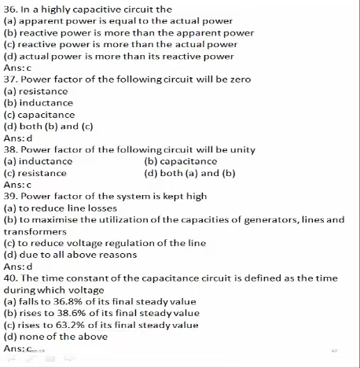 36. In a highly capacitive circuit the
(a) apparent power is equal to the actual power
(b) reactive power is more than the apparent power
(c) reactive power is more than the actual power
(d) actual power is more than its reactive power
Ans: c
37. Power factor of the following circuit will be zero
(a) resistance
(b) inductance
(c) capacitance
(d) both (b) and (c)
Ans: d
38. Power factor of the following circuit will be unity
(a) inductance (b) capacitance
(c) resistance (d) both (a) and (b)
Ans: c
39. Power factor of the system is kept high
(a) to reduce line losses
(b) to maximise the utilization of the capacities of generators, lines and
transformers
(c) to reduce voltage regulation of the line
(d) due to all above reasons
Ans: d
40. The time constant of the capacitance circuit is defined as the time
during which voltage
(a) falls to 36.8% of its final steady value
(b) rises to 38.6% of its final steady value
(c) rises to 63.2% of its final steady value
(d) none of the above
Ans: c